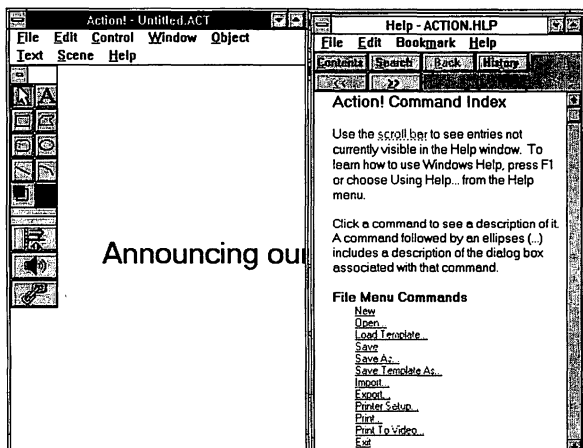 Action! - Untitled.ACT
File Edit Control Window Object
Text Scene Help
A
Announcing our
Help - ACTION.HLP
File Edit Bookmark Help
Contents Search Back History
<< >>
Action! Command Index
Use the scroll bar to see entries not
currently visible in the Help window. To
learn how to use Windows Help, press F1
or choose Using Help... from the Help
menu.
Click a command to see a description of it.
A command followed by an ellipses (...)
includes a description of the dialog box
associated with that command.
File Menu Commands
New
Open...
Load Template...
Save
Save As...
Save Template As...
Import...
Export...
Printer Setup...
Print...
Print To Video...
Exit